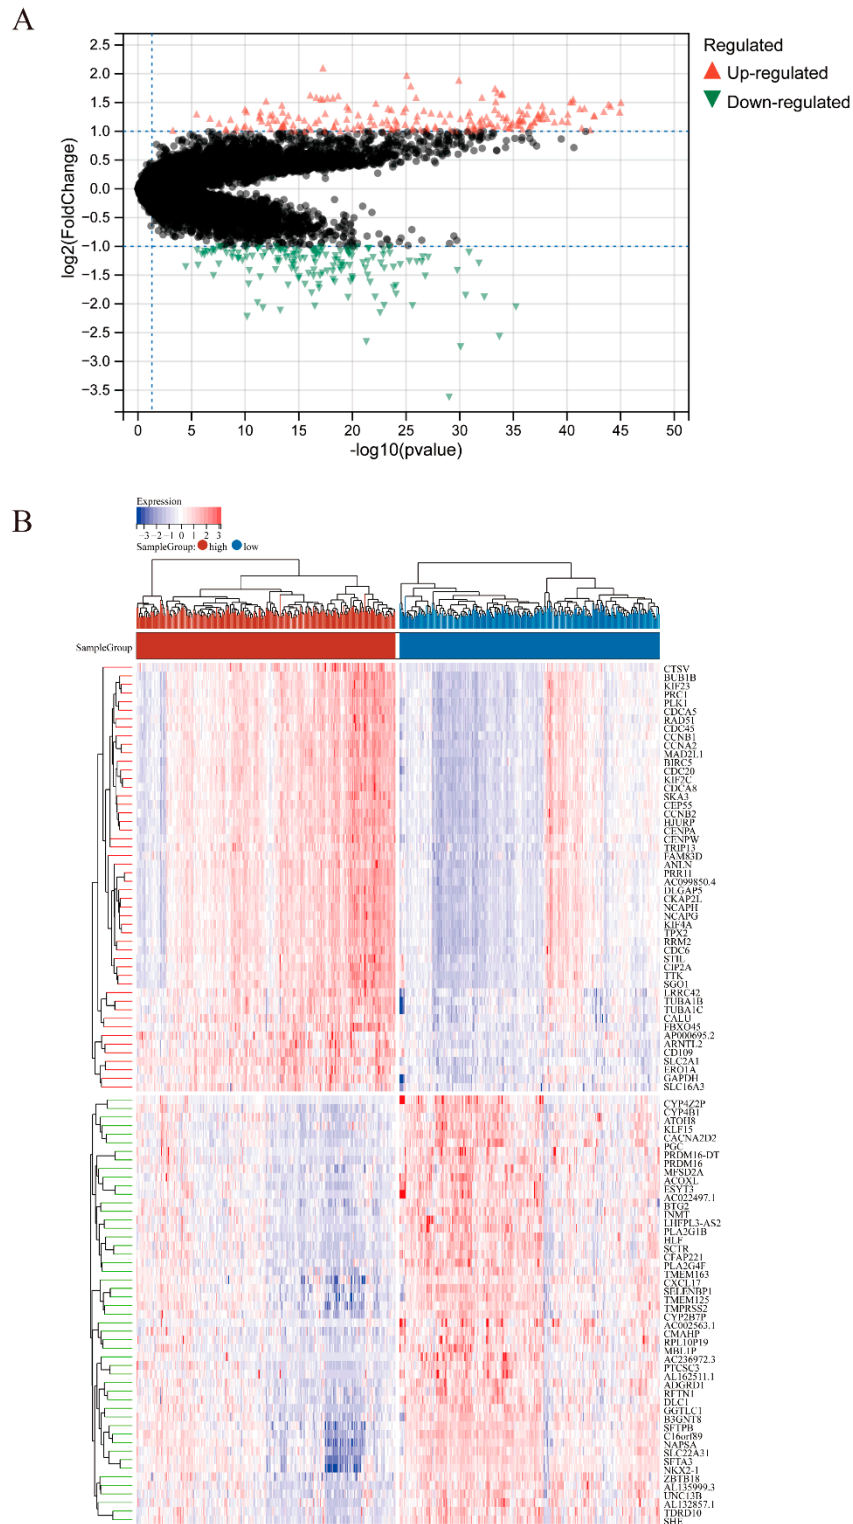 A
Regulated
Up-regulated
Down-regulated
log2(FoldChange)
2.5
2.0
1.5
1.0
0.5
0.0
−0.5
−1.0
−1.5
−2.0
−2.5
−3.0
−3.5
0 5 10 15 20 25 30 35 40 45 50
-log10(pvalue)
B
Expression
−3 −2 −1 0 1 2 3
SampleGroup: high low
SampleGroup
CTSV
BUB1B
KIF23
PRC1
PLK1
CDCA5
RAD51
CDC45
CCNB1
CCNA2
MAD2L1
BIRC5
CDC20
KIF2C
CDCA8
SKA3
CEP55
CCNB2
HJURP
CENPA
CENPW
TRIP13
FAM83D
ANLN
PRR11
AC099850.4
DLGAP5
CKAP2L
NCAPH
NCAPG
KIF4A
TPX2
RRM2
CDC6
STIL
CIP2A
TTK
SGO1
LRRC42
TUBA1B
TUBA1C
CALU
FBXO45
AP000695.2
ARNTL2
CD109
SLC2A1
ERO1A
GAPDH
SLC16A3
CYP4Z2P
CYP4B1
ATOH8
KLF15
CACNA2D2
PGC
PRDM16-DT
PRDM16
MFSD2A
ACOXL
ESYT3
AC022497.1
BTG2
INMT
LHFPL3-AS2
PLA2G1B
HLF
SCTR
CFAP221
PLA2G4F
TMEM163
CXCL17
SELENBP1
TMEM125
TMPRSS2
CYP2B7P
AC002563.1
CMAHP
RPL10P19
MBL1P
AC236972.3
PTCSC3
AL162511.1
ADGRD1
RFTN1
DLC1
GGTLC1
B3GNT8
SFTPB
C16orf89
NAPSA
SLC22A31
SFTA3
NKX2-1
ZBTB18
AL135999.3
UNC13B
AL132857.1
TDRD10
SHE